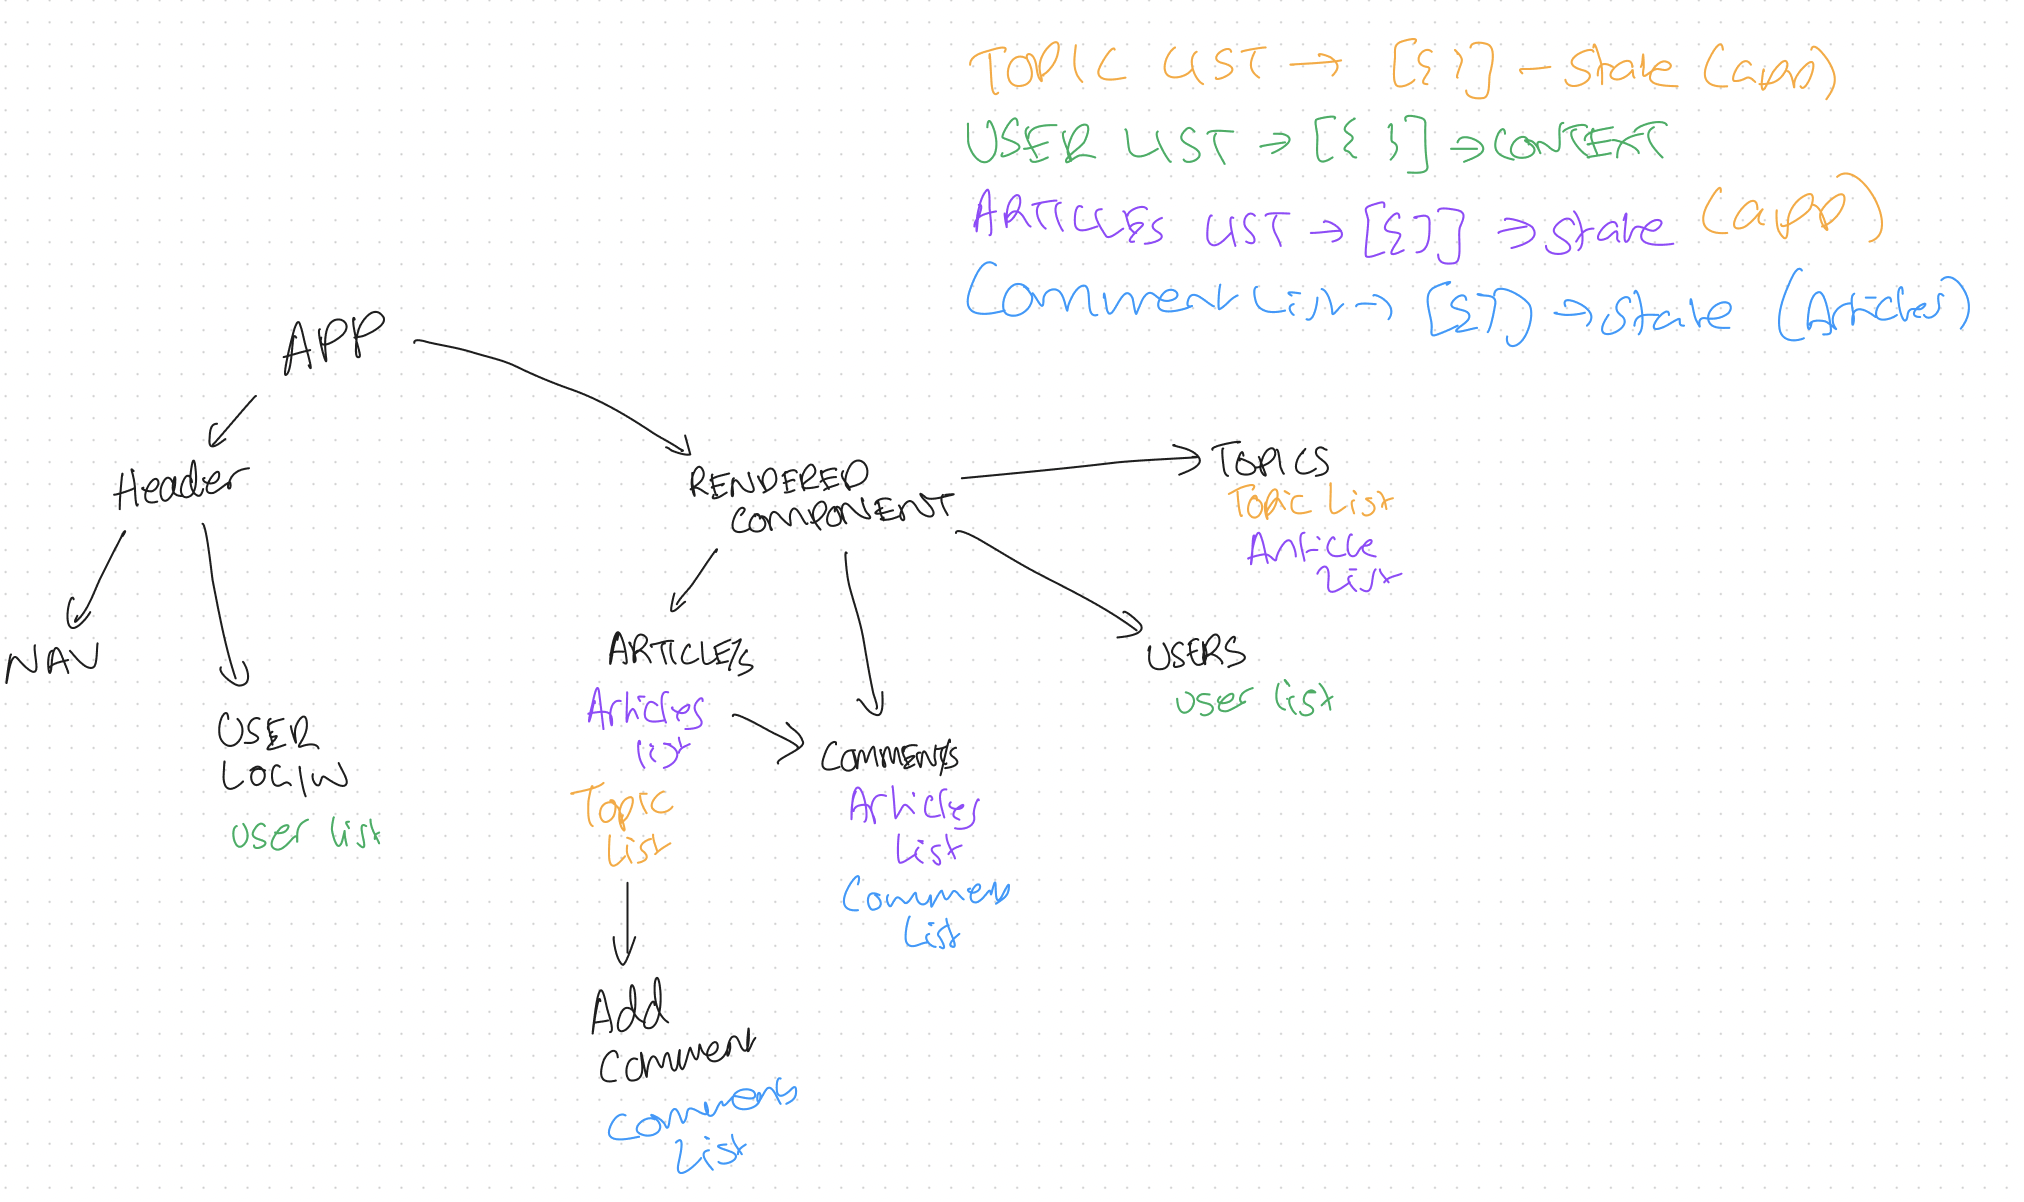 TOPIC LIST → [{ }] - State (app)
USER LIST → [{ }] → CONTEXT
ARTICLES LIST → [{ }] → State (app)
Comment List → [{ }] → State (Articles)
APP
Header
NAV
USER
LOGIN
User list
RENDERED
COMPONENT
TOPICS
Topic List
Article
List
ARTICLE/S
Articles
list
Topic
List
COMMENT/S
Articles
List
Comments
List
USERS
User list
Add
Comment
Comments
List